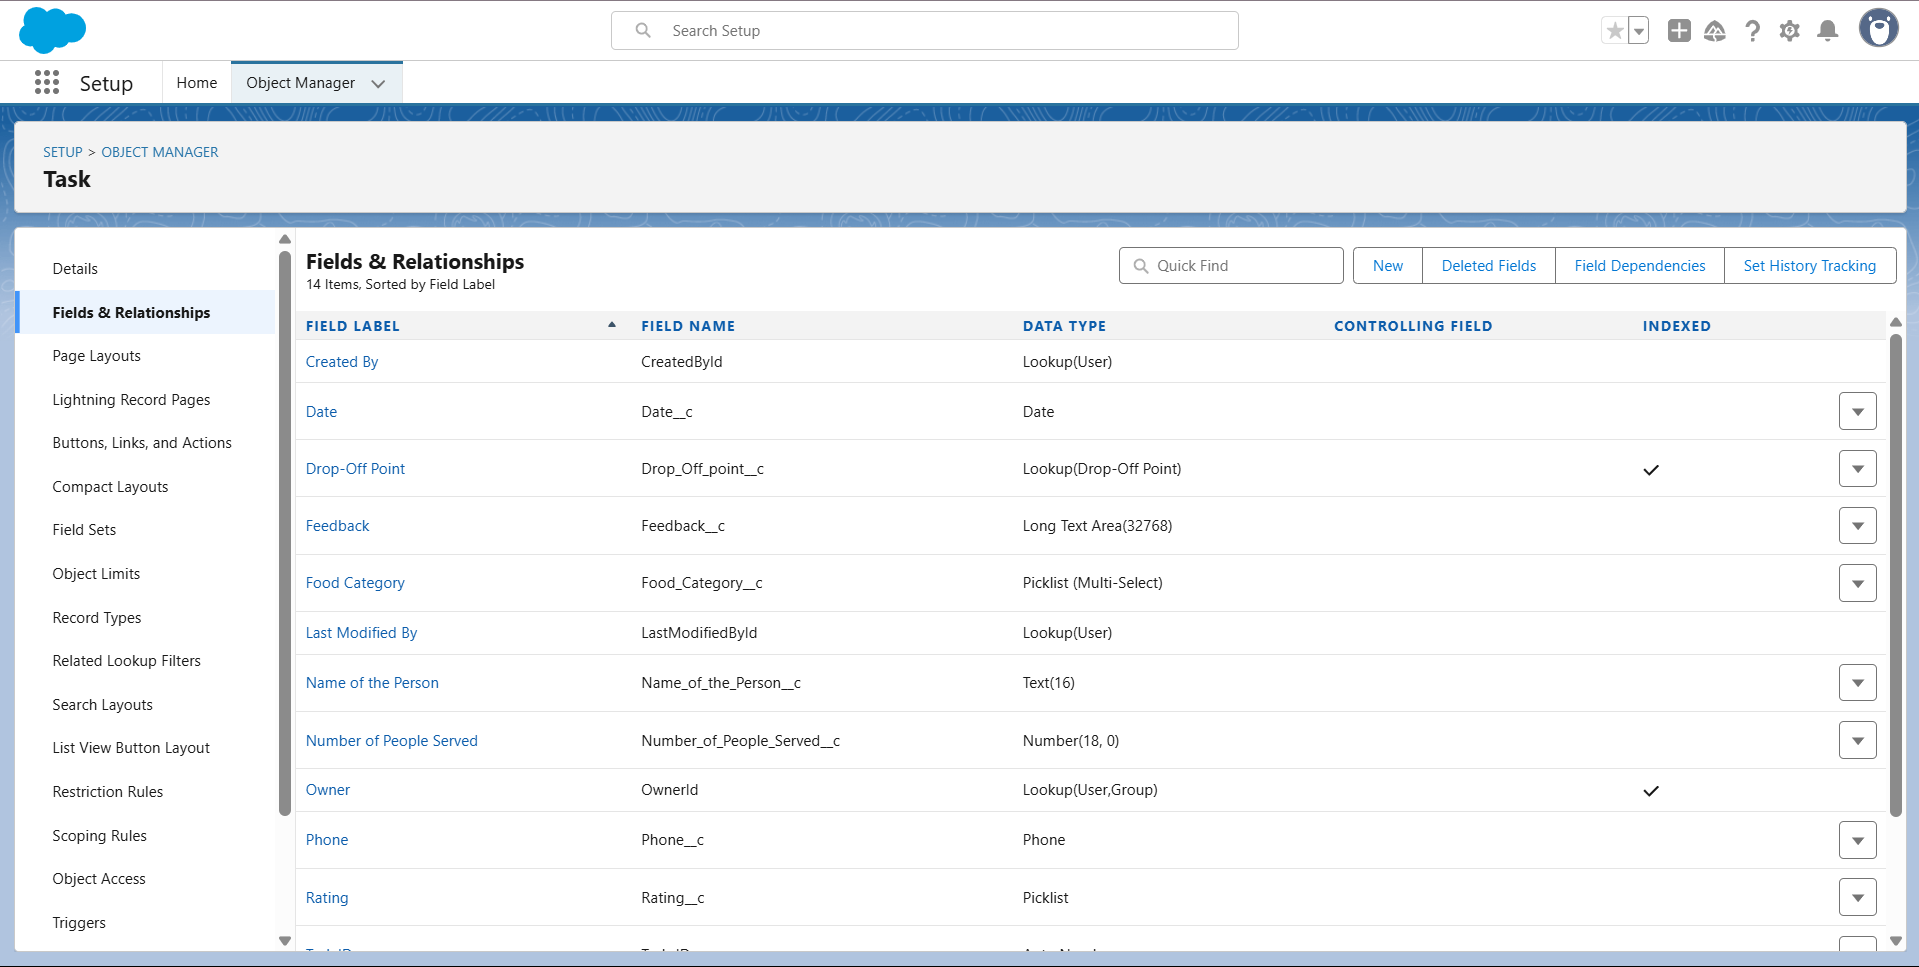 Search Setup
Setup
Home
Object Manager
SETUP > OBJECT MANAGER
Task
Details
Fields & Relationships
Page Layouts
Lightning Record Pages
Buttons, Links, and Actions
Compact Layouts
Field Sets
Object Limits
Record Types
Related Lookup Filters
Search Layouts
List View Button Layout
Restriction Rules
Scoping Rules
Object Access
Triggers
Fields & Relationships
14 Items, Sorted by Field Label
Quick Find
New
Deleted Fields
Field Dependencies
Set History Tracking
FIELD LABEL FIELD NAME DATA TYPE CONTROLLING FIELD INDEXED
Created By CreatedById Lookup(User)
Date Date__c Date
Drop-Off Point Drop_Off_point__c Lookup(Drop-Off Point)
Feedback Feedback__c Long Text Area(32768)
Food Category Food_Category__c Picklist (Multi-Select)
Last Modified By LastModifiedById Lookup(User)
Name of the Person Name_of_the_Person__c Text(16)
Number of People Served Number_of_People_Served__c Number(18, 0)
Owner OwnerId Lookup(User,Group)
Phone Phone__c Phone
Rating Rating__c Picklist